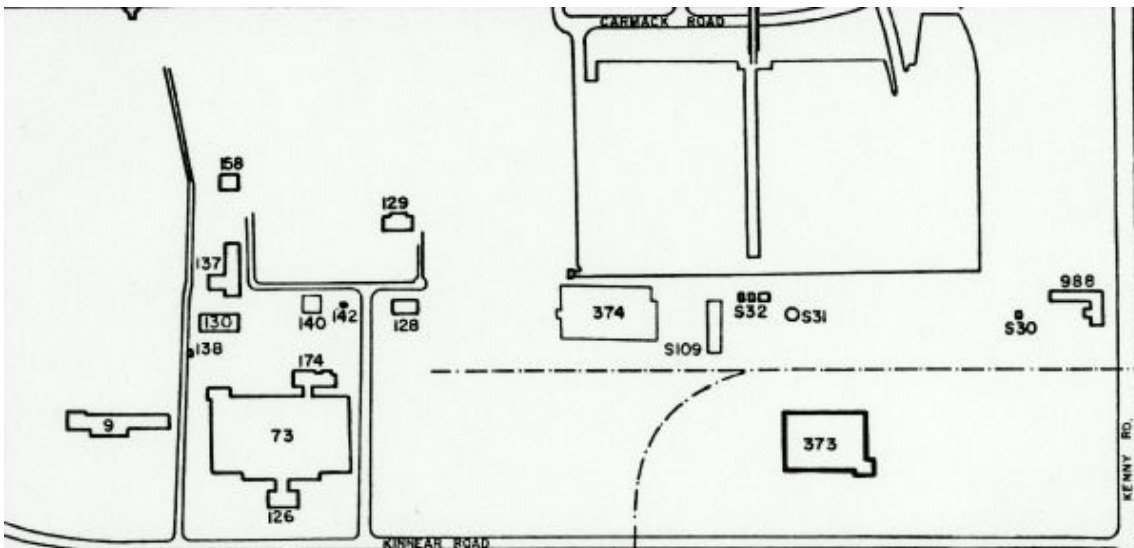 CARMACK ROAD
158
129
137
988
130
140
142
128
374
S32
S31
S30
138
S109
174
9
73
373
KENNY RD.
126
KINNEAR ROAD